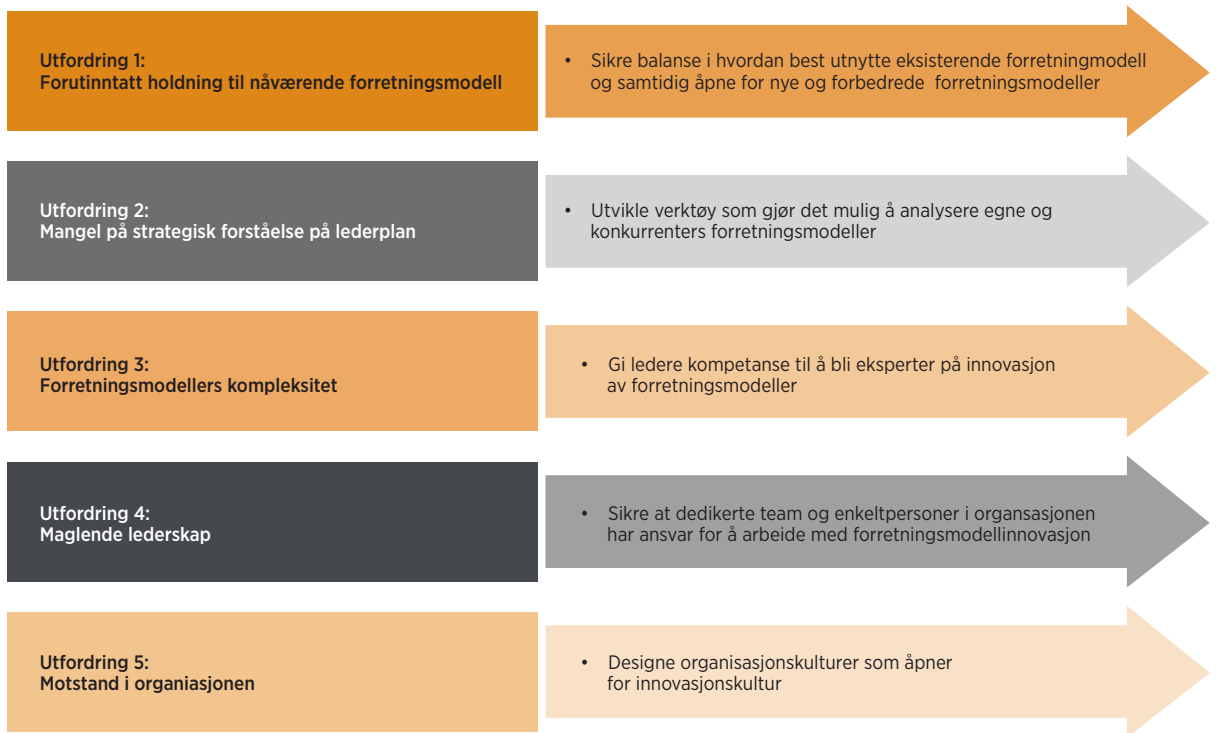 Utfordring 1:
Forutinntatt holdning til nåværende forretningsmodell
• Sikre balanse i hvordan best utnytte eksisterende forretningmodell
og samtidig åpne for nye og forbedrede forretningsmodeller
Utfordring 2:
Mangel på strategisk forståelse på lederplan
• Utvikle verktøy som gjør det mulig å analysere egne og
konkurrenters forretningsmodeller
Utfordring 3:
Forretningsmodellers kompleksitet
• Gi ledere kompetanse til å bli eksperter på innovasjon
av forretningsmodeller
Utfordring 4:
Maglende lederskap
• Sikre at dedikerte team og enkeltpersoner i organsasjonen
har ansvar for å arbeide med forretningsmodellinnovasjon
Utfordring 5:
Motstand i organiasjonen
• Designe organisasjonskulturer som åpner
for innovasjonskultur